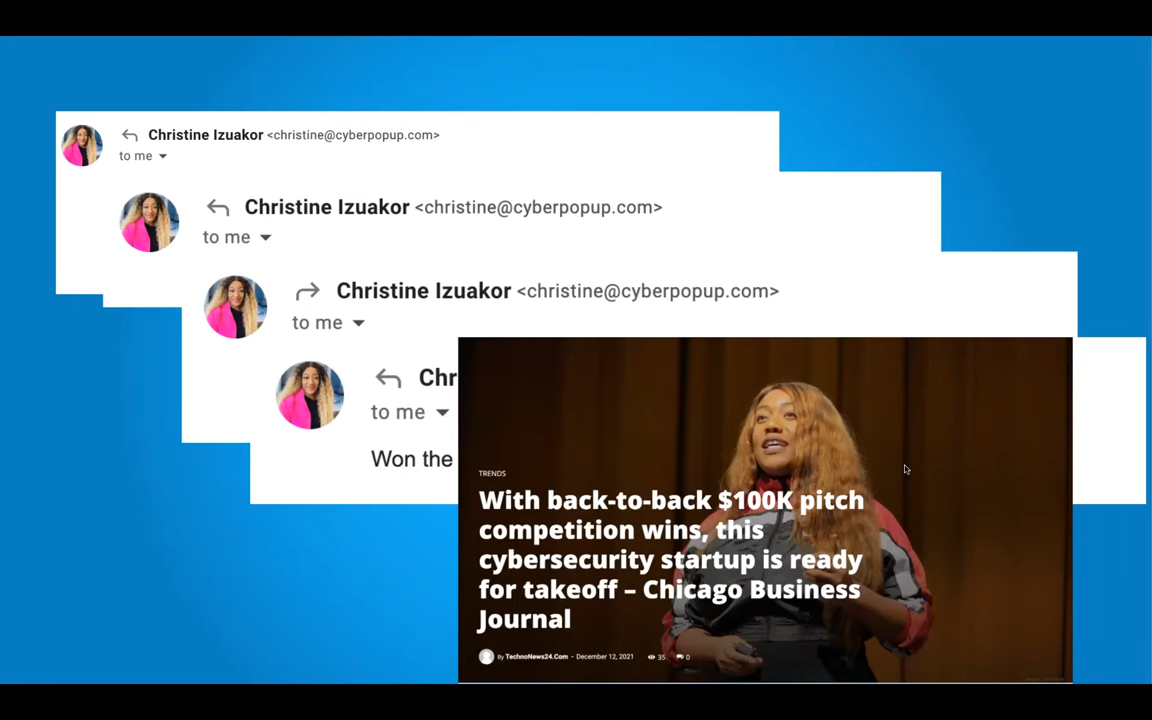 Christine Izuakor <christine@cyberpopup.com>
to me
Christine Izuakor <christine@cyberpopup.com>
to me
Christine Izuakor <christine@cyberpopup.com>
to me
Chr
to me
Won the
TRENDS
With back-to-back $100K pitch
competition wins, this
cybersecurity startup is ready
for takeoff – Chicago Business
Journal
By TechnoNews24.Com - December 12, 2021 35 0